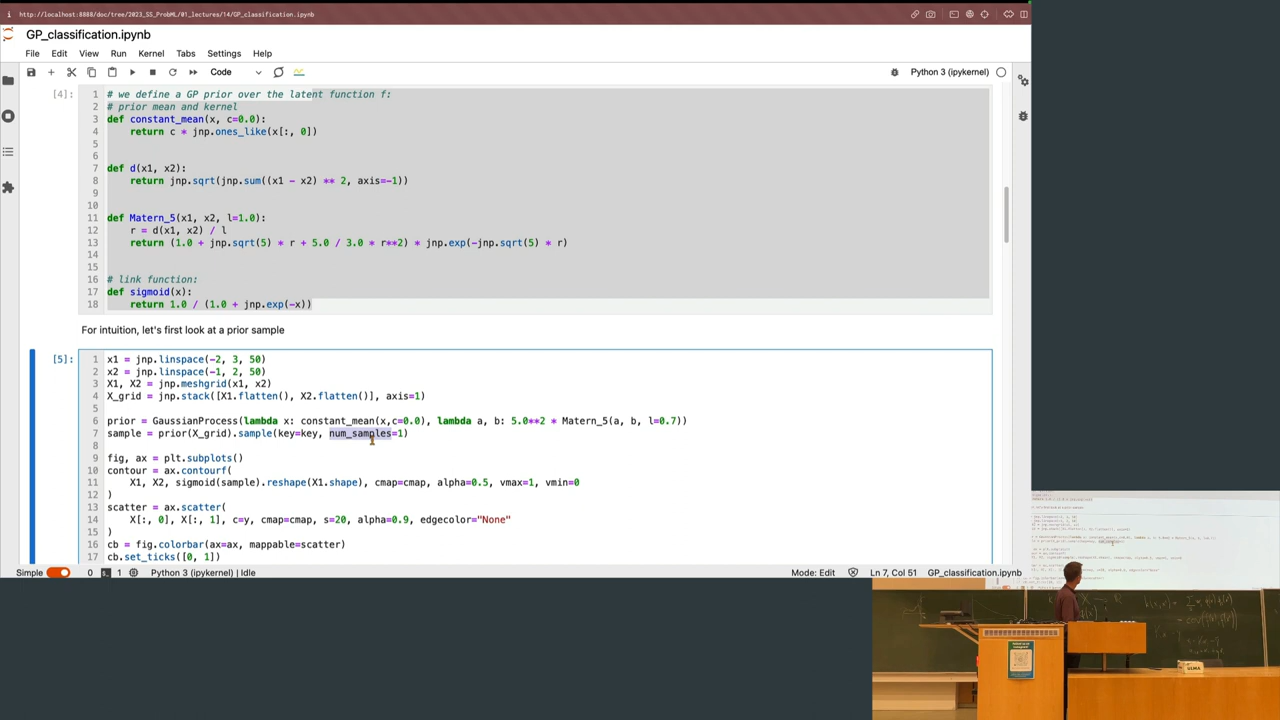 http://localhost:8888/doc/tree/2023_SS_ProbML/01_lectures/14/GP_classification.ipynb
GP_classification.ipynb
File Edit View Run Kernel Tabs Settings Help
Code
Python 3 (ipykernel)
[4]:
1 # we define a GP prior over the latent function f:
2 # prior mean and kernel
3 def constant_mean(x, c=0.0):
4 return c * jnp.ones_like(x[:, 0])
5
6
7 def d(x1, x2):
8 return jnp.sqrt(jnp.sum((x1 - x2) ** 2, axis=-1))
9
10
11 def Matern_5(x1, x2, l=1.0):
12 r = d(x1, x2) / l
13 return (1.0 + jnp.sqrt(5) * r + 5.0 / 3.0 * r**2) * jnp.exp(-jnp.sqrt(5) * r)
14
15
16 # link function:
17 def sigmoid(x):
18 return 1.0 / (1.0 + jnp.exp(-x))
For intuition, let's first look at a prior sample
[5]:
1 x1 = jnp.linspace(-2, 3, 50)
2 x2 = jnp.linspace(-1, 2, 50)
3 X1, X2 = jnp.meshgrid(x1, x2)
4 X_grid = jnp.stack([X1.flatten(), X2.flatten()], axis=1)
5
6 prior = GaussianProcess(lambda x: constant_mean(x,c=0.0), lambda a, b: 5.0**2 * Matern_5(a, b, l=0.7))
7 sample = prior(X_grid).sample(key=key, num_samples=1)
8
9 fig, ax = plt.subplots()
10 contour = ax.contourf(
11 X1, X2, sigmoid(sample).reshape(X1.shape), cmap=cmap, alpha=0.5, vmax=1, vmin=0
12 )
13 scatter = ax.scatter(
14 X[:, 0], X[:, 1], c=y, cmap=cmap, s=20, alpha=0.9, edgecolor="None"
15 )
16 cb = fig.colorbar(ax=ax, mappable=scatter)
17 cb.set_ticks([0, 1])
Simple 0 1 Python 3 (ipykernel) | Idle
Mode: Edit Ln 7, Col 51 GP_classification.ipynb